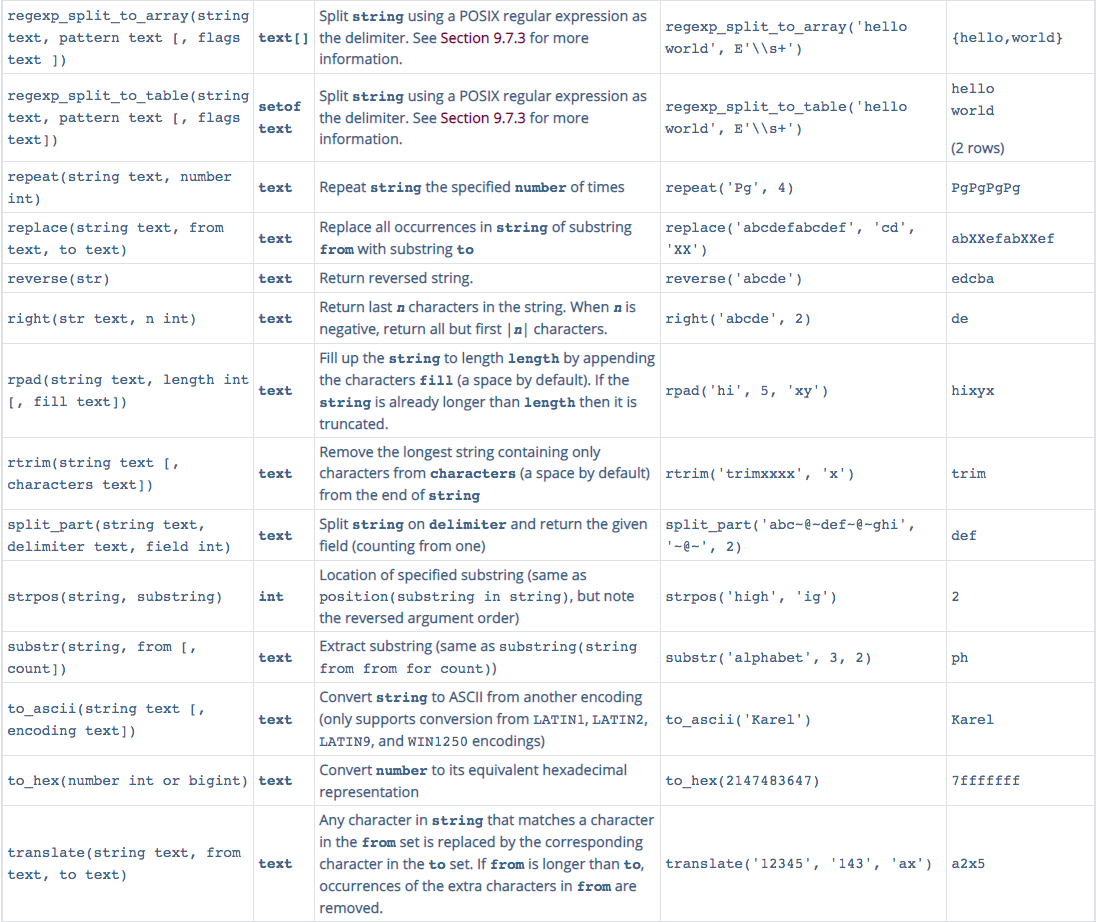 regexp_split_to_array(string
text, pattern text [, flags
text ])
text[]
Split string using a POSIX regular expression as
the delimiter. See Section 9.7.3 for more
information.
regexp_split_to_array('hello
world', E'\\s+')
{hello,world}
regexp_split_to_table(string
text, pattern text [, flags
text])
setof
text
Split string using a POSIX regular expression as
the delimiter. See Section 9.7.3 for more
information.
regexp_split_to_table('hello
world', E'\\s+')
hello
world
(2 rows)
repeat(string text, number
int)
text
Repeat string the specified number of times
repeat('Pg', 4)
PgPgPgPg
replace(string text, from
text, to text)
text
Replace all occurrences in string of substring
from with substring to
replace('abcdefabcdef', 'cd',
'XX')
abXXefabXXef
reverse(str)
text
Return reversed string.
reverse('abcde')
edcba
right(str text, n int)
text
Return last n characters in the string. When n is
negative, return all but first |n| characters.
right('abcde', 2)
de
rpad(string text, length int
[, fill text])
text
Fill up the string to length length by appending
the characters fill (a space by default). If the
string is already longer than length then it is
truncated.
rpad('hi', 5, 'xy')
hixyx
rtrim(string text [,
characters text])
text
Remove the longest string containing only
characters from characters (a space by default)
from the end of string
rtrim('trimxxxx', 'x')
trim
split_part(string text,
delimiter text, field int)
text
Split string on delimiter and return the given
field (counting from one)
split_part('abc~@~def~@~ghi',
'~@~', 2)
def
strpos(string, substring)
int
Location of specified substring (same as
position(substring in string), but note
the reversed argument order)
strpos('high', 'ig')
2
substr(string, from [,
count])
text
Extract substring (same as substring(string
from from for count))
substr('alphabet', 3, 2)
ph
to_ascii(string text [,
encoding text])
text
Convert string to ASCII from another encoding
(only supports conversion from LATIN1, LATIN2,
LATIN9, and WIN1250 encodings)
to_ascii('Karel')
Karel
to_hex(number int or bigint)
text
Convert number to its equivalent hexadecimal
representation
to_hex(2147483647)
7fffffff
translate(string text, from
text, to text)
text
Any character in string that matches a character
in the from set is replaced by the corresponding
character in the to set. If from is longer than to,
occurrences of the extra characters in from are
removed.
translate('12345', '143', 'ax')
a2x5